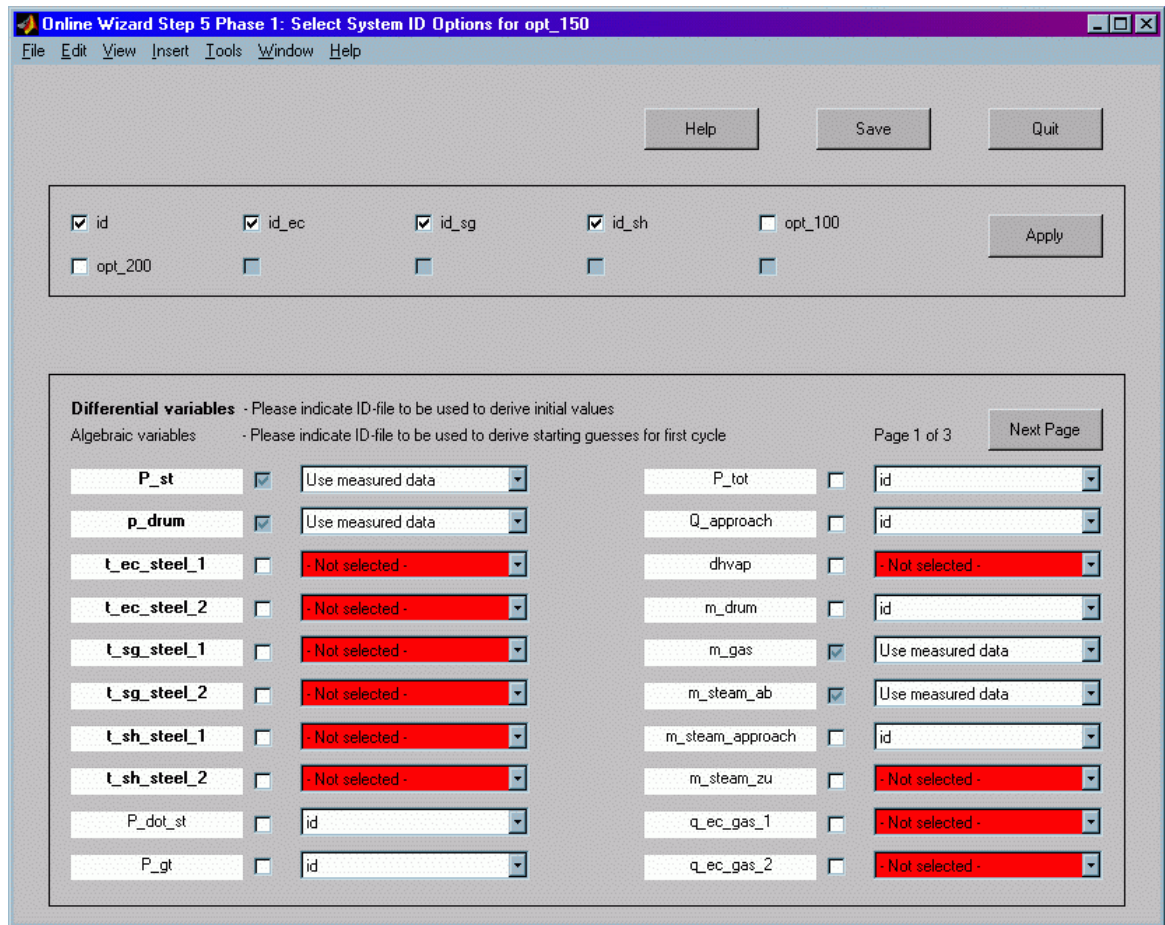 Online Wizard Step 5 Phase 1: Select System ID Options for opt_150
File Edit View Insert Tools Window Help
Help Save Quit
id id_ec id_sg id_sh opt_100
Apply
opt_200
Differential variables - Please indicate ID-file to be used to derive initial values
Algebraic variables - Please indicate ID-file to be used to derive starting guesses for first cycle Page 1 of 3 Next Page
P_st Use measured data P_tot id
p_drum Use measured data Q_approach id
t_ec_steel_1 - Not selected - dhvap - Not selected -
t_ec_steel_2 - Not selected - m_drum id
t_sg_steel_1 - Not selected - m_gas Use measured data
t_sg_steel_2 - Not selected - m_steam_ab Use measured data
t_sh_steel_1 - Not selected - m_steam_approach id
t_sh_steel_2 - Not selected - m_steam_zu - Not selected -
P_dot_st id q_ec_gas_1 - Not selected -
P_gt id q_ec_gas_2 - Not selected -